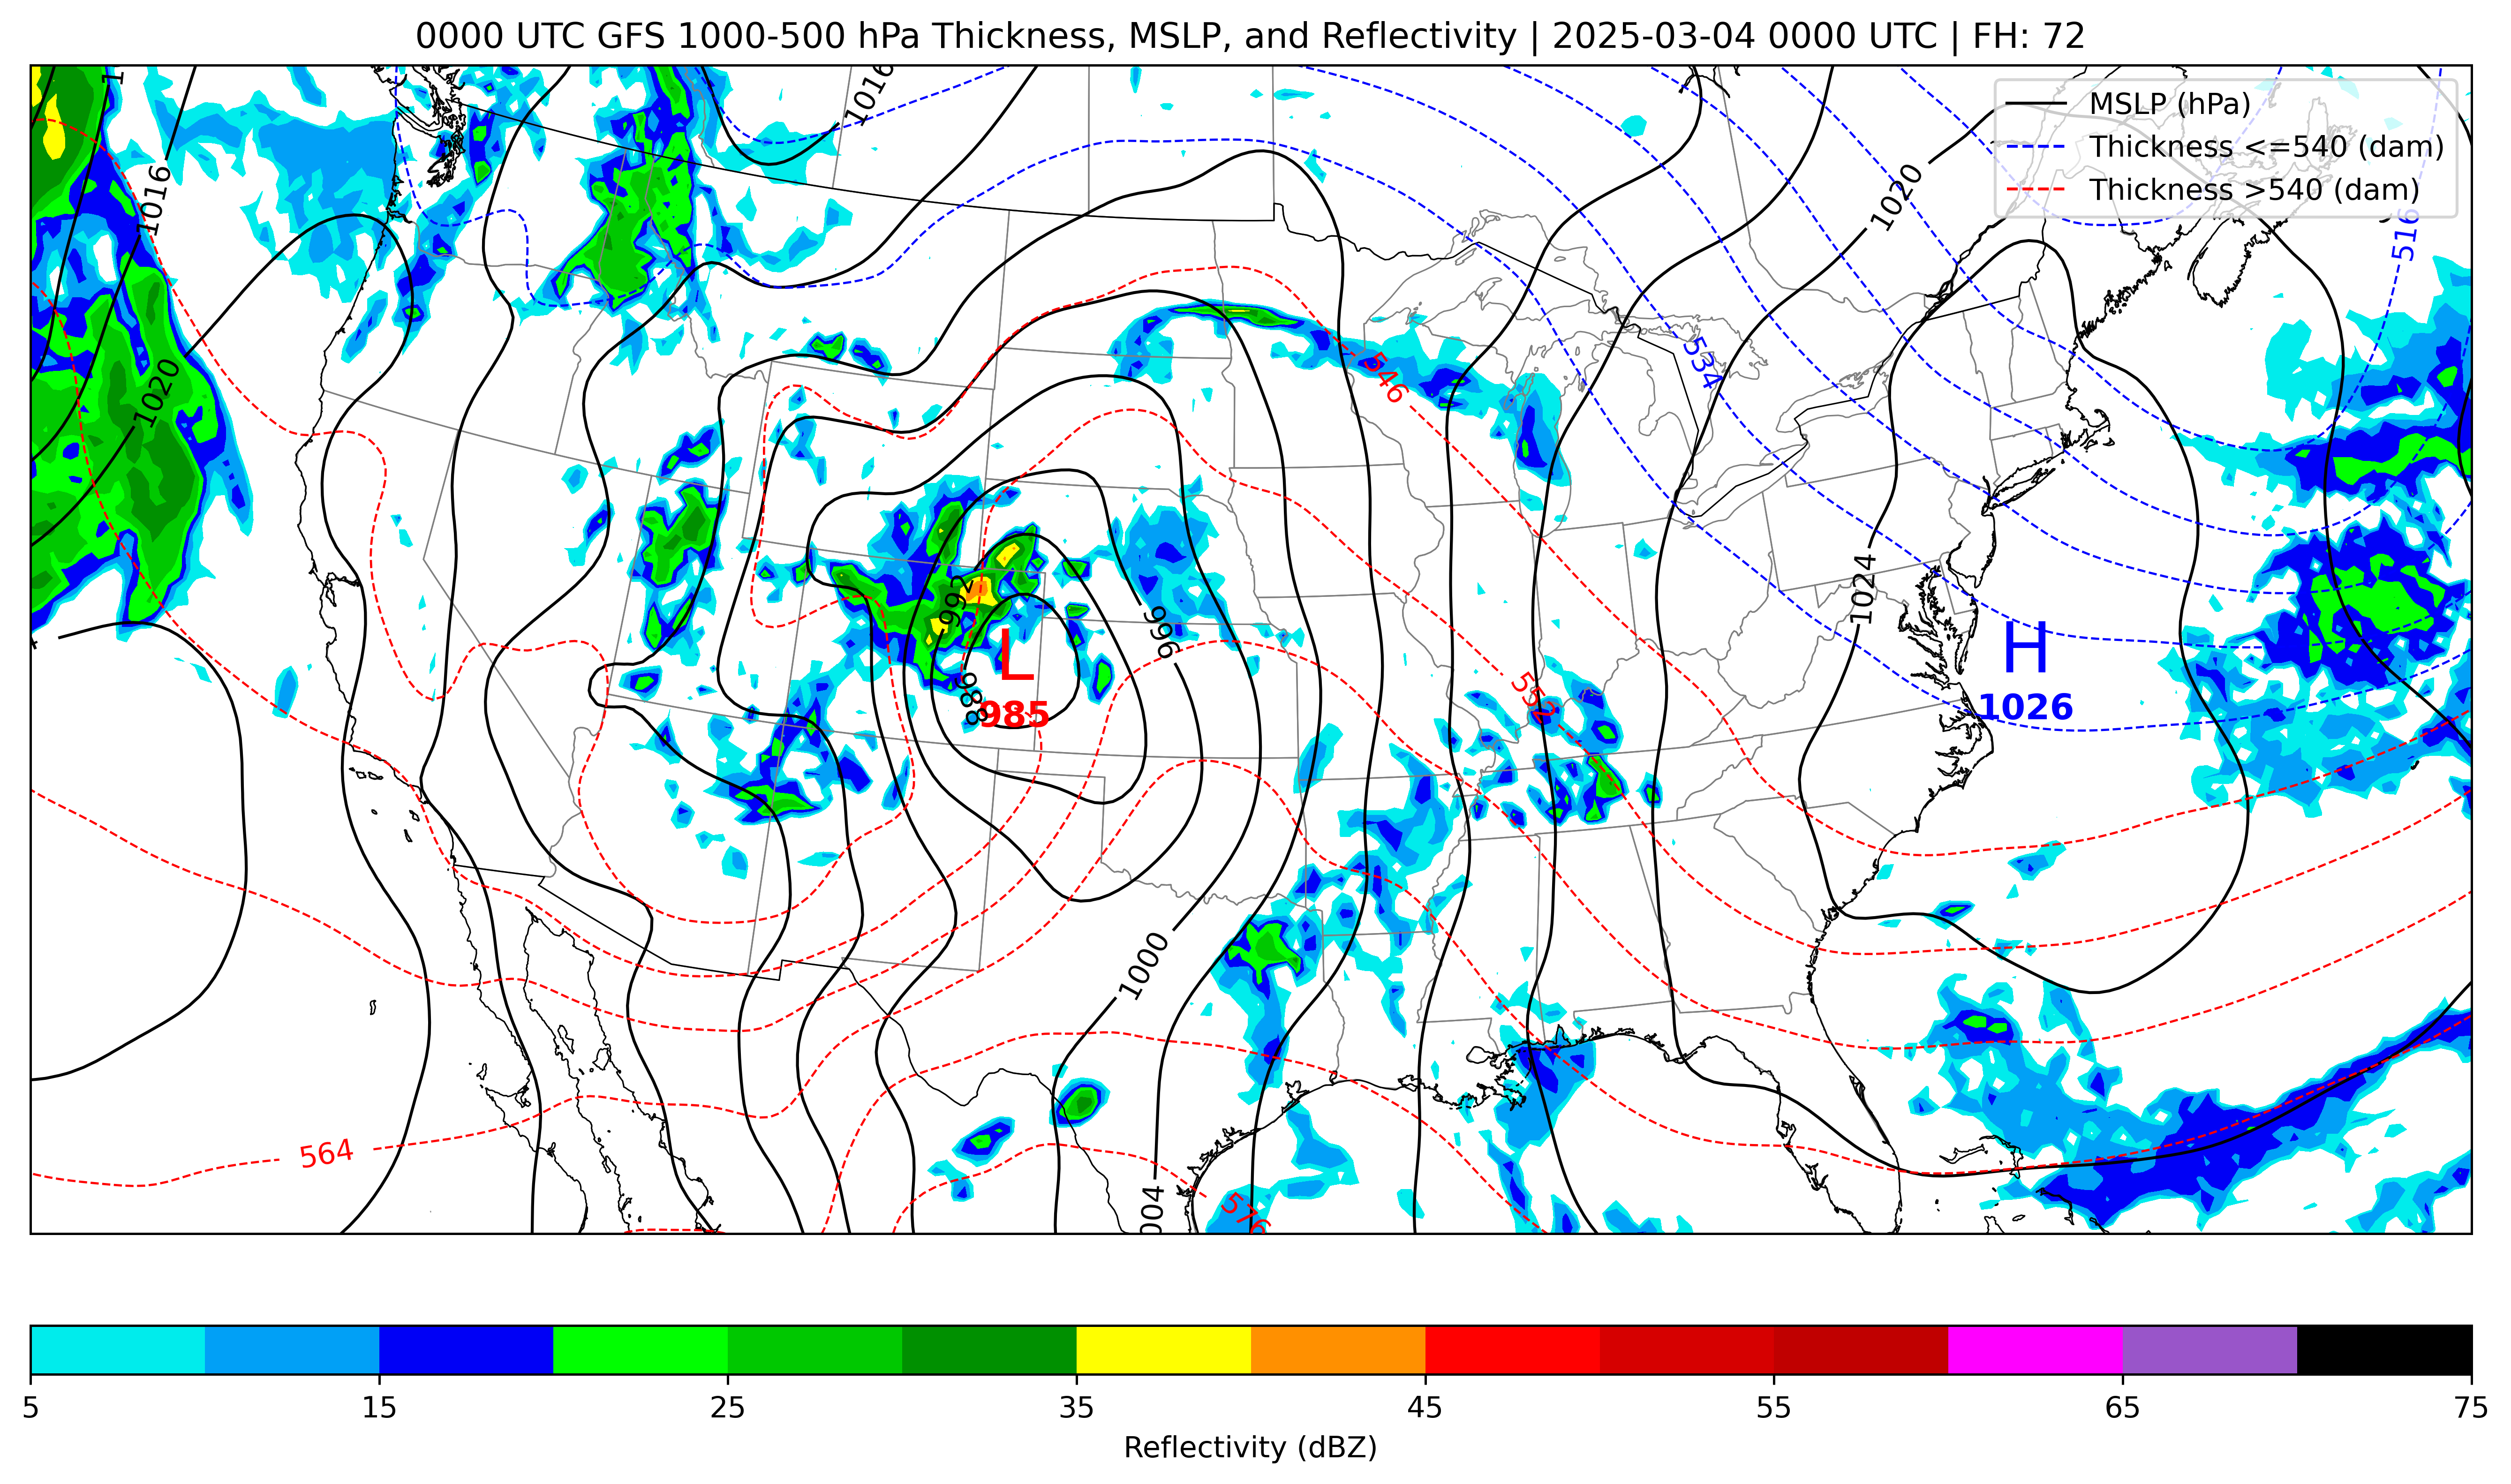 0000 UTC GFS 1000-500 hPa Thickness, MSLP, and Reflectivity | 2025-03-04 0000 UTC | FH: 72
MSLP (hPa)
Thickness <=540 (dam)
Thickness >540 (dam)
1016
1016
1020
516
1020
534
546
992
996
1024
L
985
988
H
1026
552
1000
564
004
576
5 15 25 35 45 55 65 75
Reflectivity (dBZ)